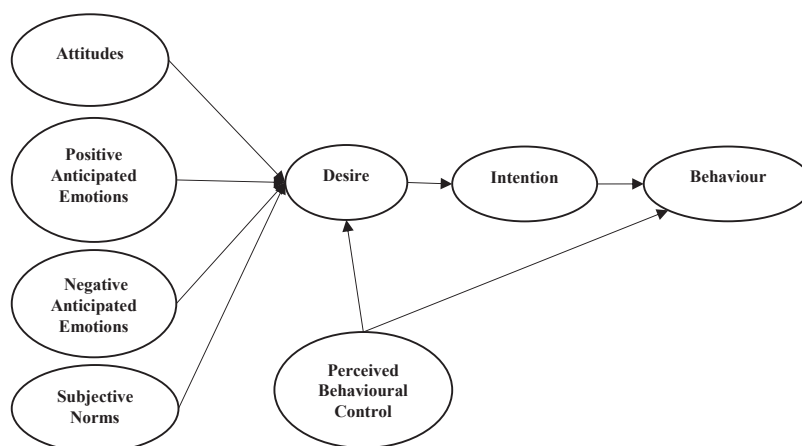 Attitudes
Positive
Anticipated
Emotions
Negative
Anticipated
Emotions
Subjective
Norms
Desire
Intention
Behaviour
Perceived
Behavioural
Control